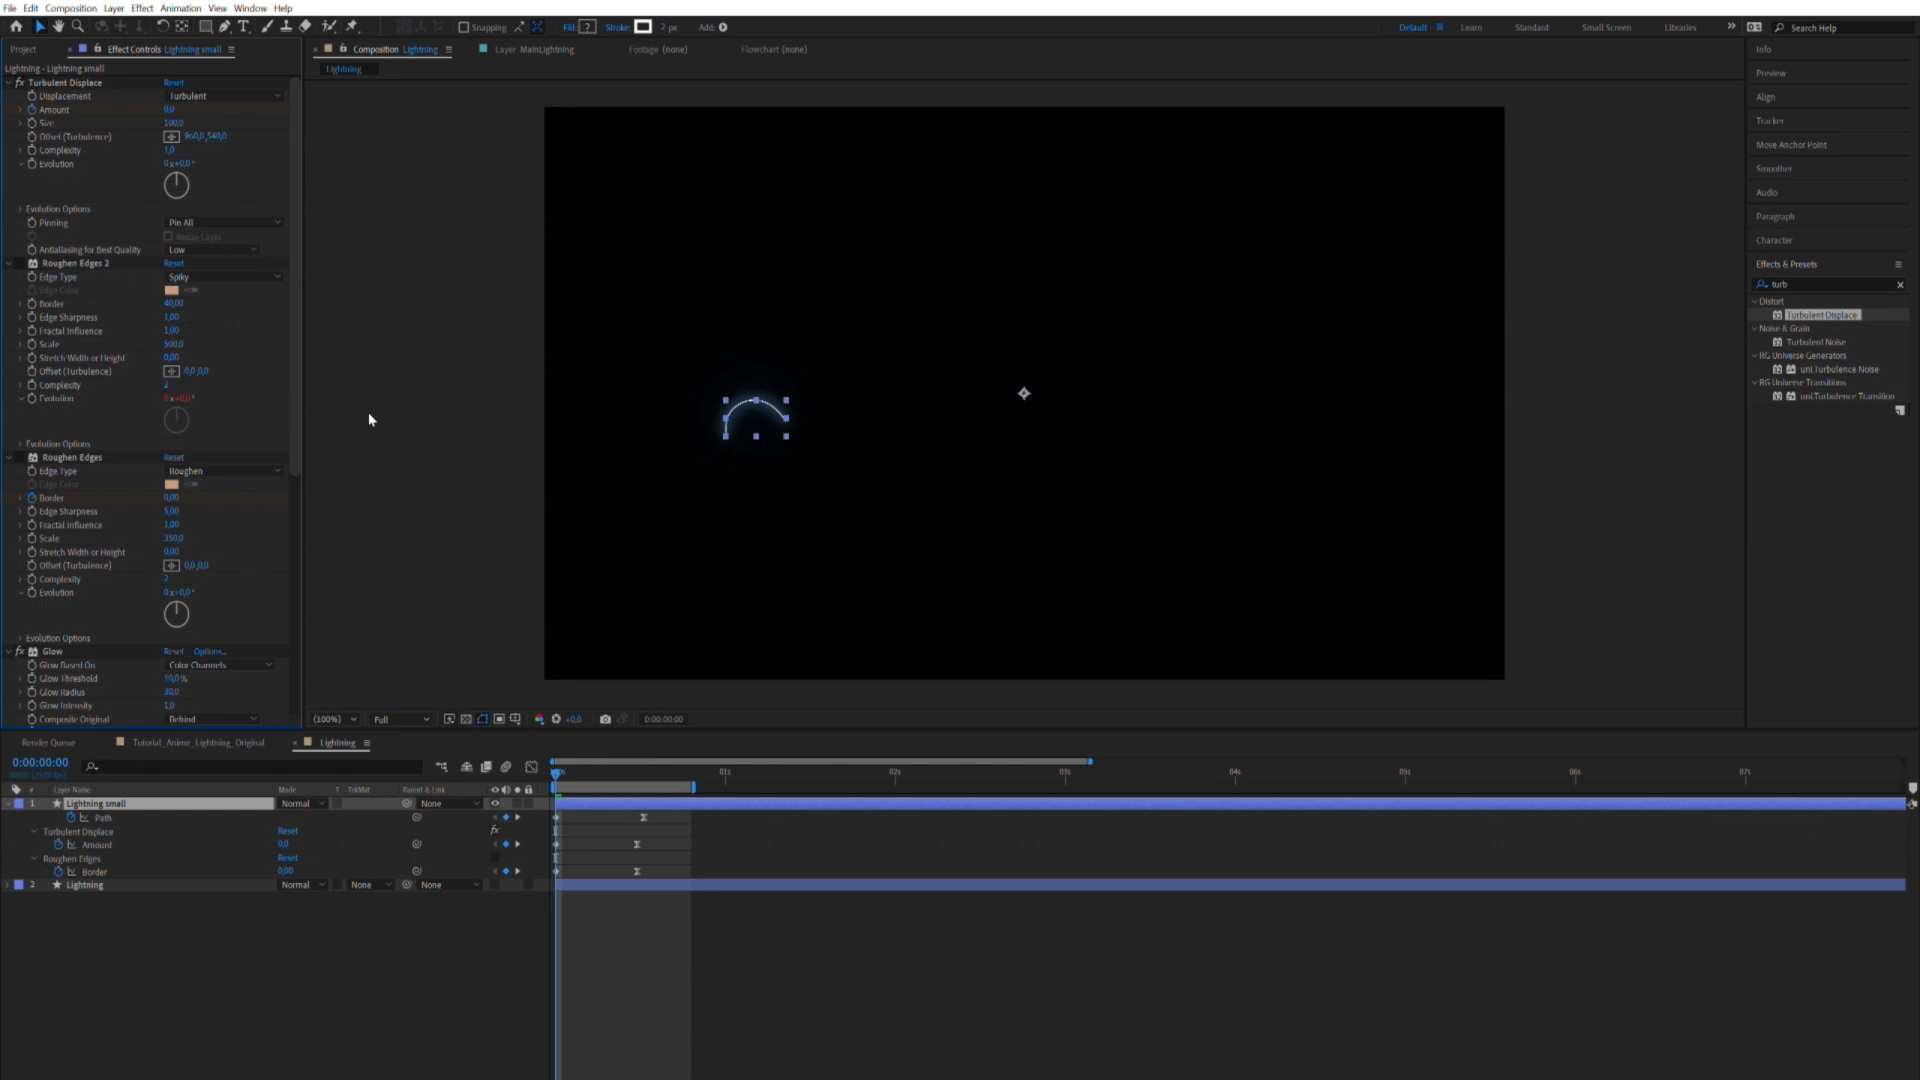 File Edit Composition Layer Effect Animation View Window Help
Snapping Fill: ? Stroke: 2 px Add: Default Learn Standard Small Screen Libraries Search Help
Project Effect Controls Lightning small Composition Lightning Layer MainLightning Footage (none) Flowchart (none) Info
Lightning - Lightning small Lightning
Preview
Turbulent Displace Reset
Displacement Turbulent Align
Amount 0,0
Size 100,0 Tracker
Offset (Turbulence) 960,0,540,0
Complexity 1,0 Move Anchor Point
Evolution 0x+0,0°
Smoother
Audio
Evolution Options Paragraph
Pinning Pin All
Resize Layer Character
Antialiasing for Best Quality Low
Roughen Edges 2 Reset Effects & Presets
Edge Type Spiky turb
Edge Color
Border 40,00 Distort
Edge Sharpness 1,00 Turbulent Displace
Fractal Influence 1,00 Noise & Grain
Scale 500,0 Turbulent Noise
Stretch Width or Height 0,00 RG Universe Generators
Offset (Turbulence) 0,0,0,0 uni.Turbulence Noise
Complexity 2 RG Universe Transitions
Evolution 0x+0,0° uni.Turbulence Transition
Evolution Options
Roughen Edges Reset
Edge Type Roughen
Edge Color
Border 0,00
Edge Sharpness 5,00
Fractal Influence 1,00
Scale 350,0
Stretch Width or Height 0,00
Offset (Turbulence) 0,0,0,0
Complexity 2
Evolution 0x+0,0°
Evolution Options
Glow Reset Options...
Glow Based On Color Channels
Glow Threshold 10,0%
Glow Radius 30,0
Glow Intensity 1,0
Composite Original Behind (100%) Full +0,0 0:00:00:00
Render Queue Tutorial_Anime_Lightning_Original Lightning
0:00:00:00
01s 02s 03s 04s 05s 06s 07s
# Layer Name Mode T TrkMat Parent & Link
1 Lightning small Normal None
Path
Turbulent Displace Reset
Amount 0,0
Roughen Edges Reset
Border 0,00
2 Lightning Normal None None